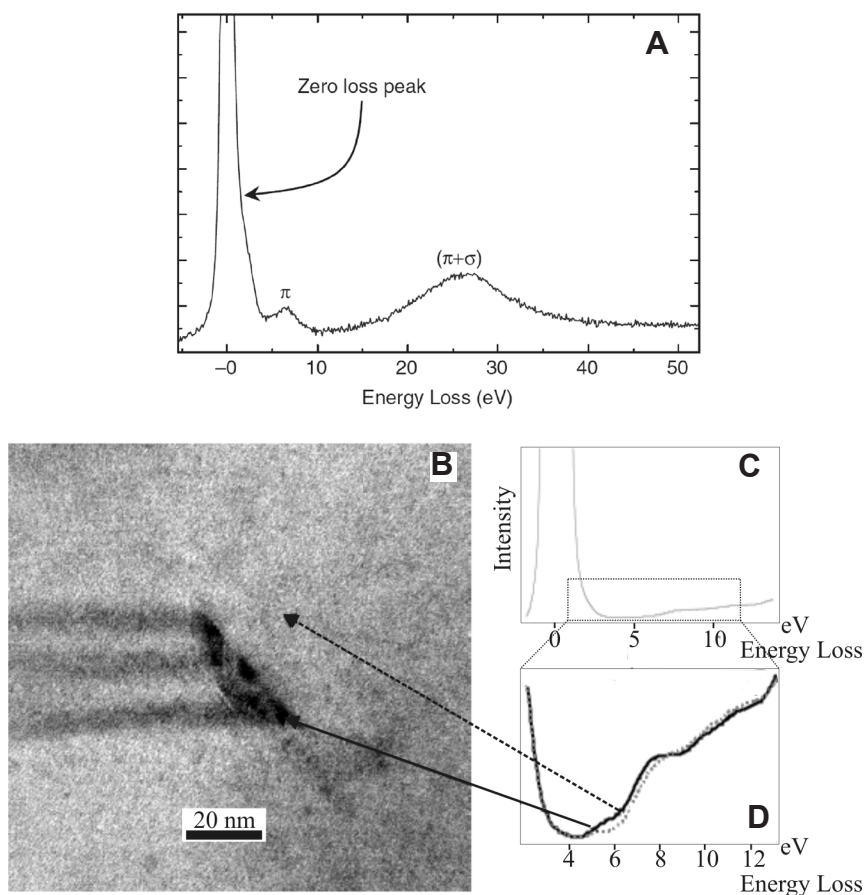 A
Zero loss peak
π
(π+σ)
–0 10 20 30 40 50
Energy Loss (eV)
B
20 nm
C
Intensity
0 5 10 eV
Energy Loss
D
4 6 8 10 12 eV
Energy Loss